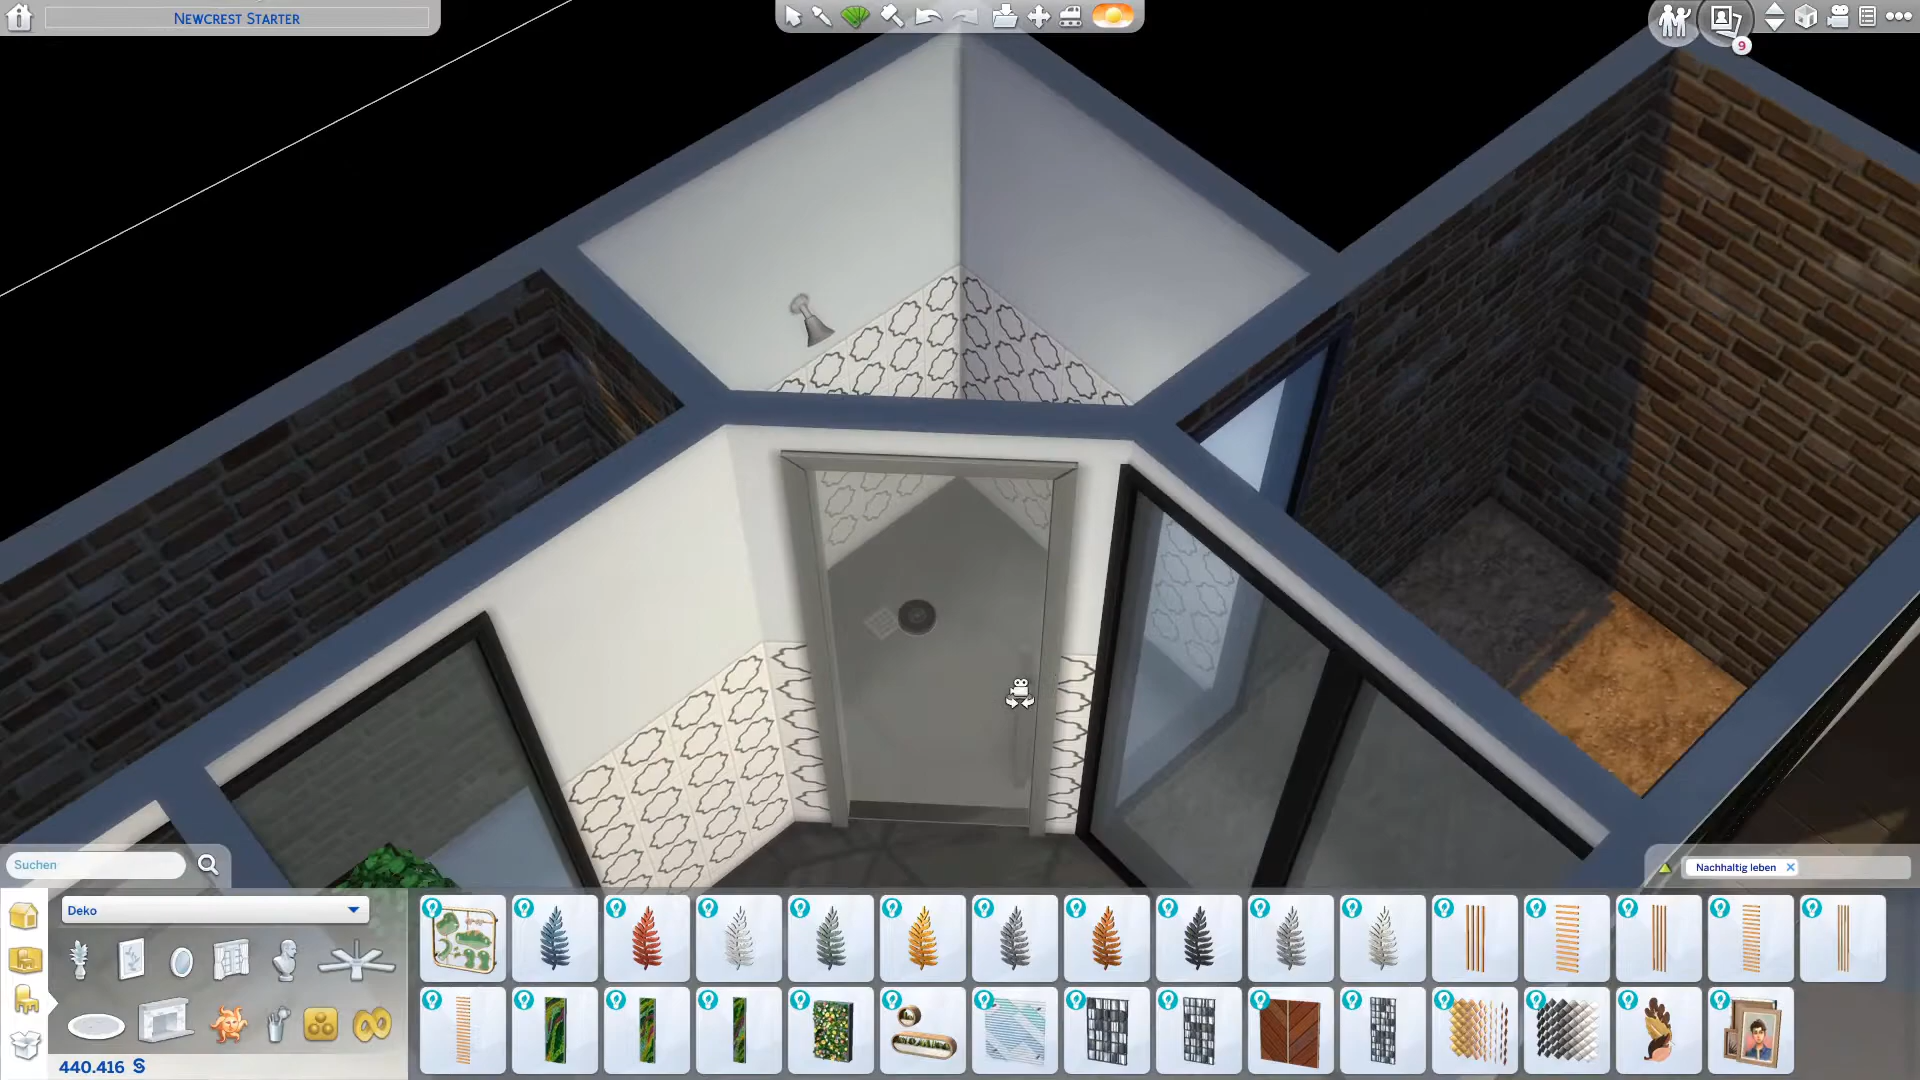 Newcrest Starter
9
Suchen
Nachhaltig leben
Deko
440.416 S